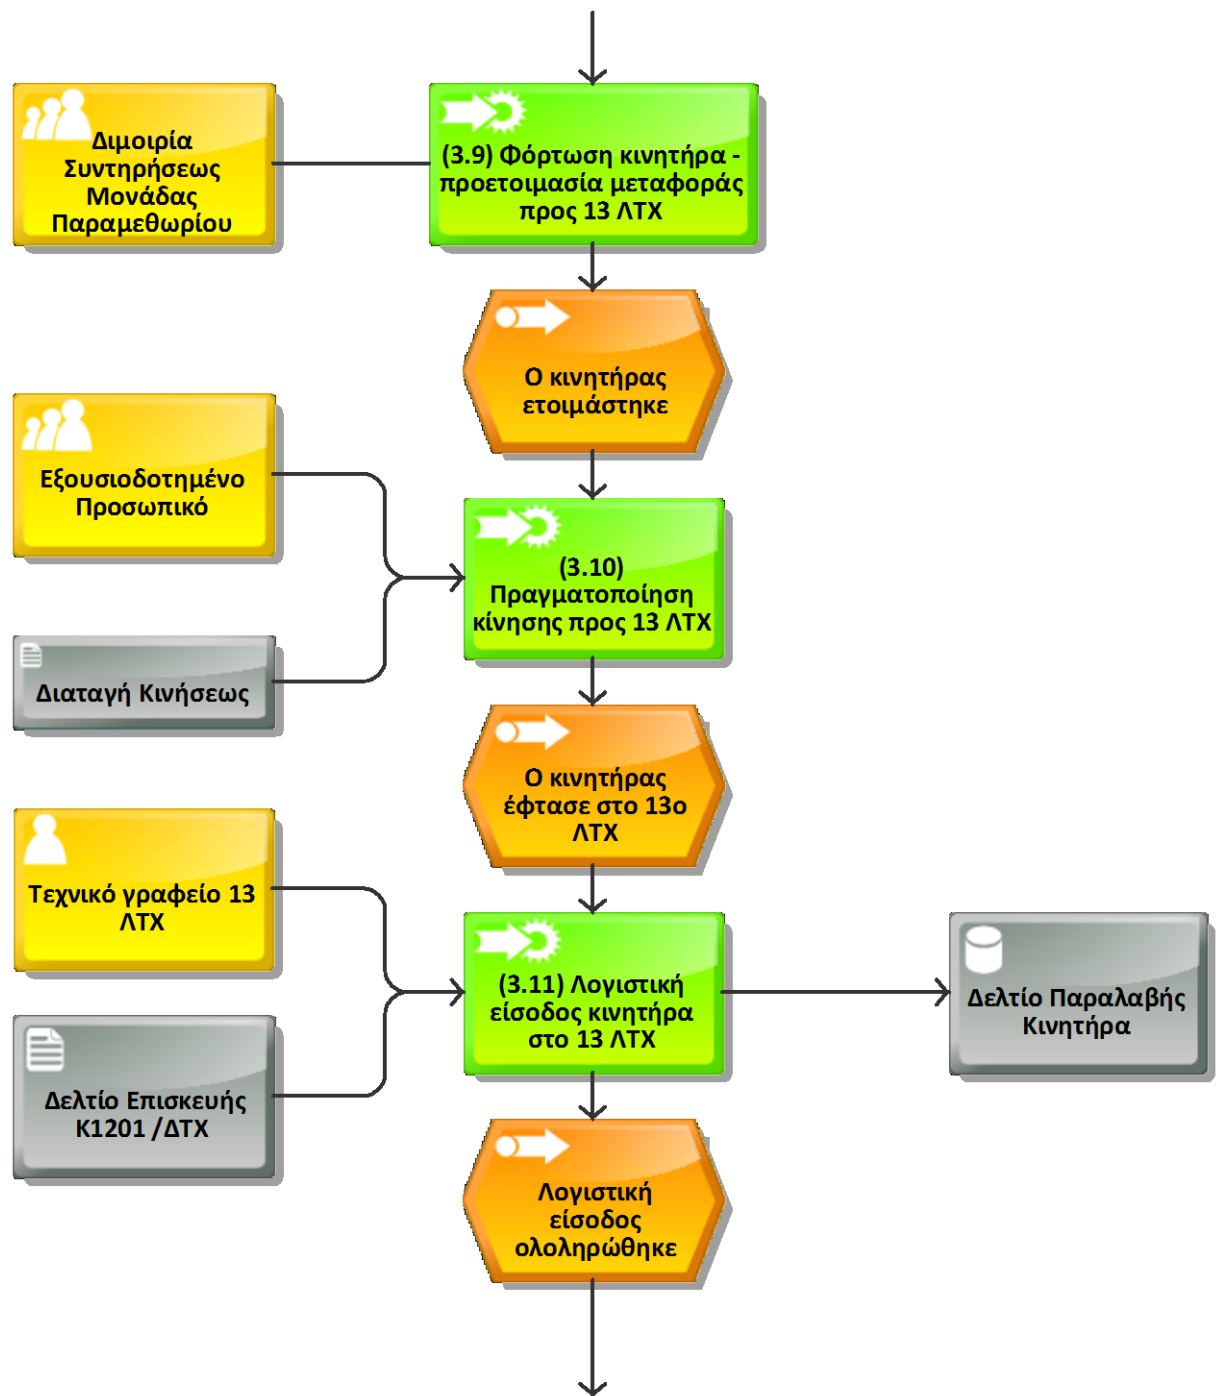 Διμοιρία
Συντηρήσεως
Μονάδας
Παραμεθωρίου
(3.9) Φόρτωση κινητήρα -
προετοιμασία μεταφοράς
προς 13 ΛΤΧ
Ο κινητήρας
ετοιμάστηκε
Εξουσιοδοτημένο
Προσωπικό
(3.10)
Πραγματοποίηση
κίνησης προς 13 ΛΤΧ
Διαταγή Κινήσεως
Ο κινητήρας
έφτασε στο 13ο
ΛΤΧ
Τεχνικό γραφείο 13
ΛΤΧ
(3.11) Λογιστική
είσοδος κινητήρα
στο 13 ΛΤΧ
Δελτίο Παραλαβής
Κινητήρα
Δελτίο Επισκευής
Κ1201 /ΔΤΧ
Λογιστική
είσοδος
ολοληρώθηκε